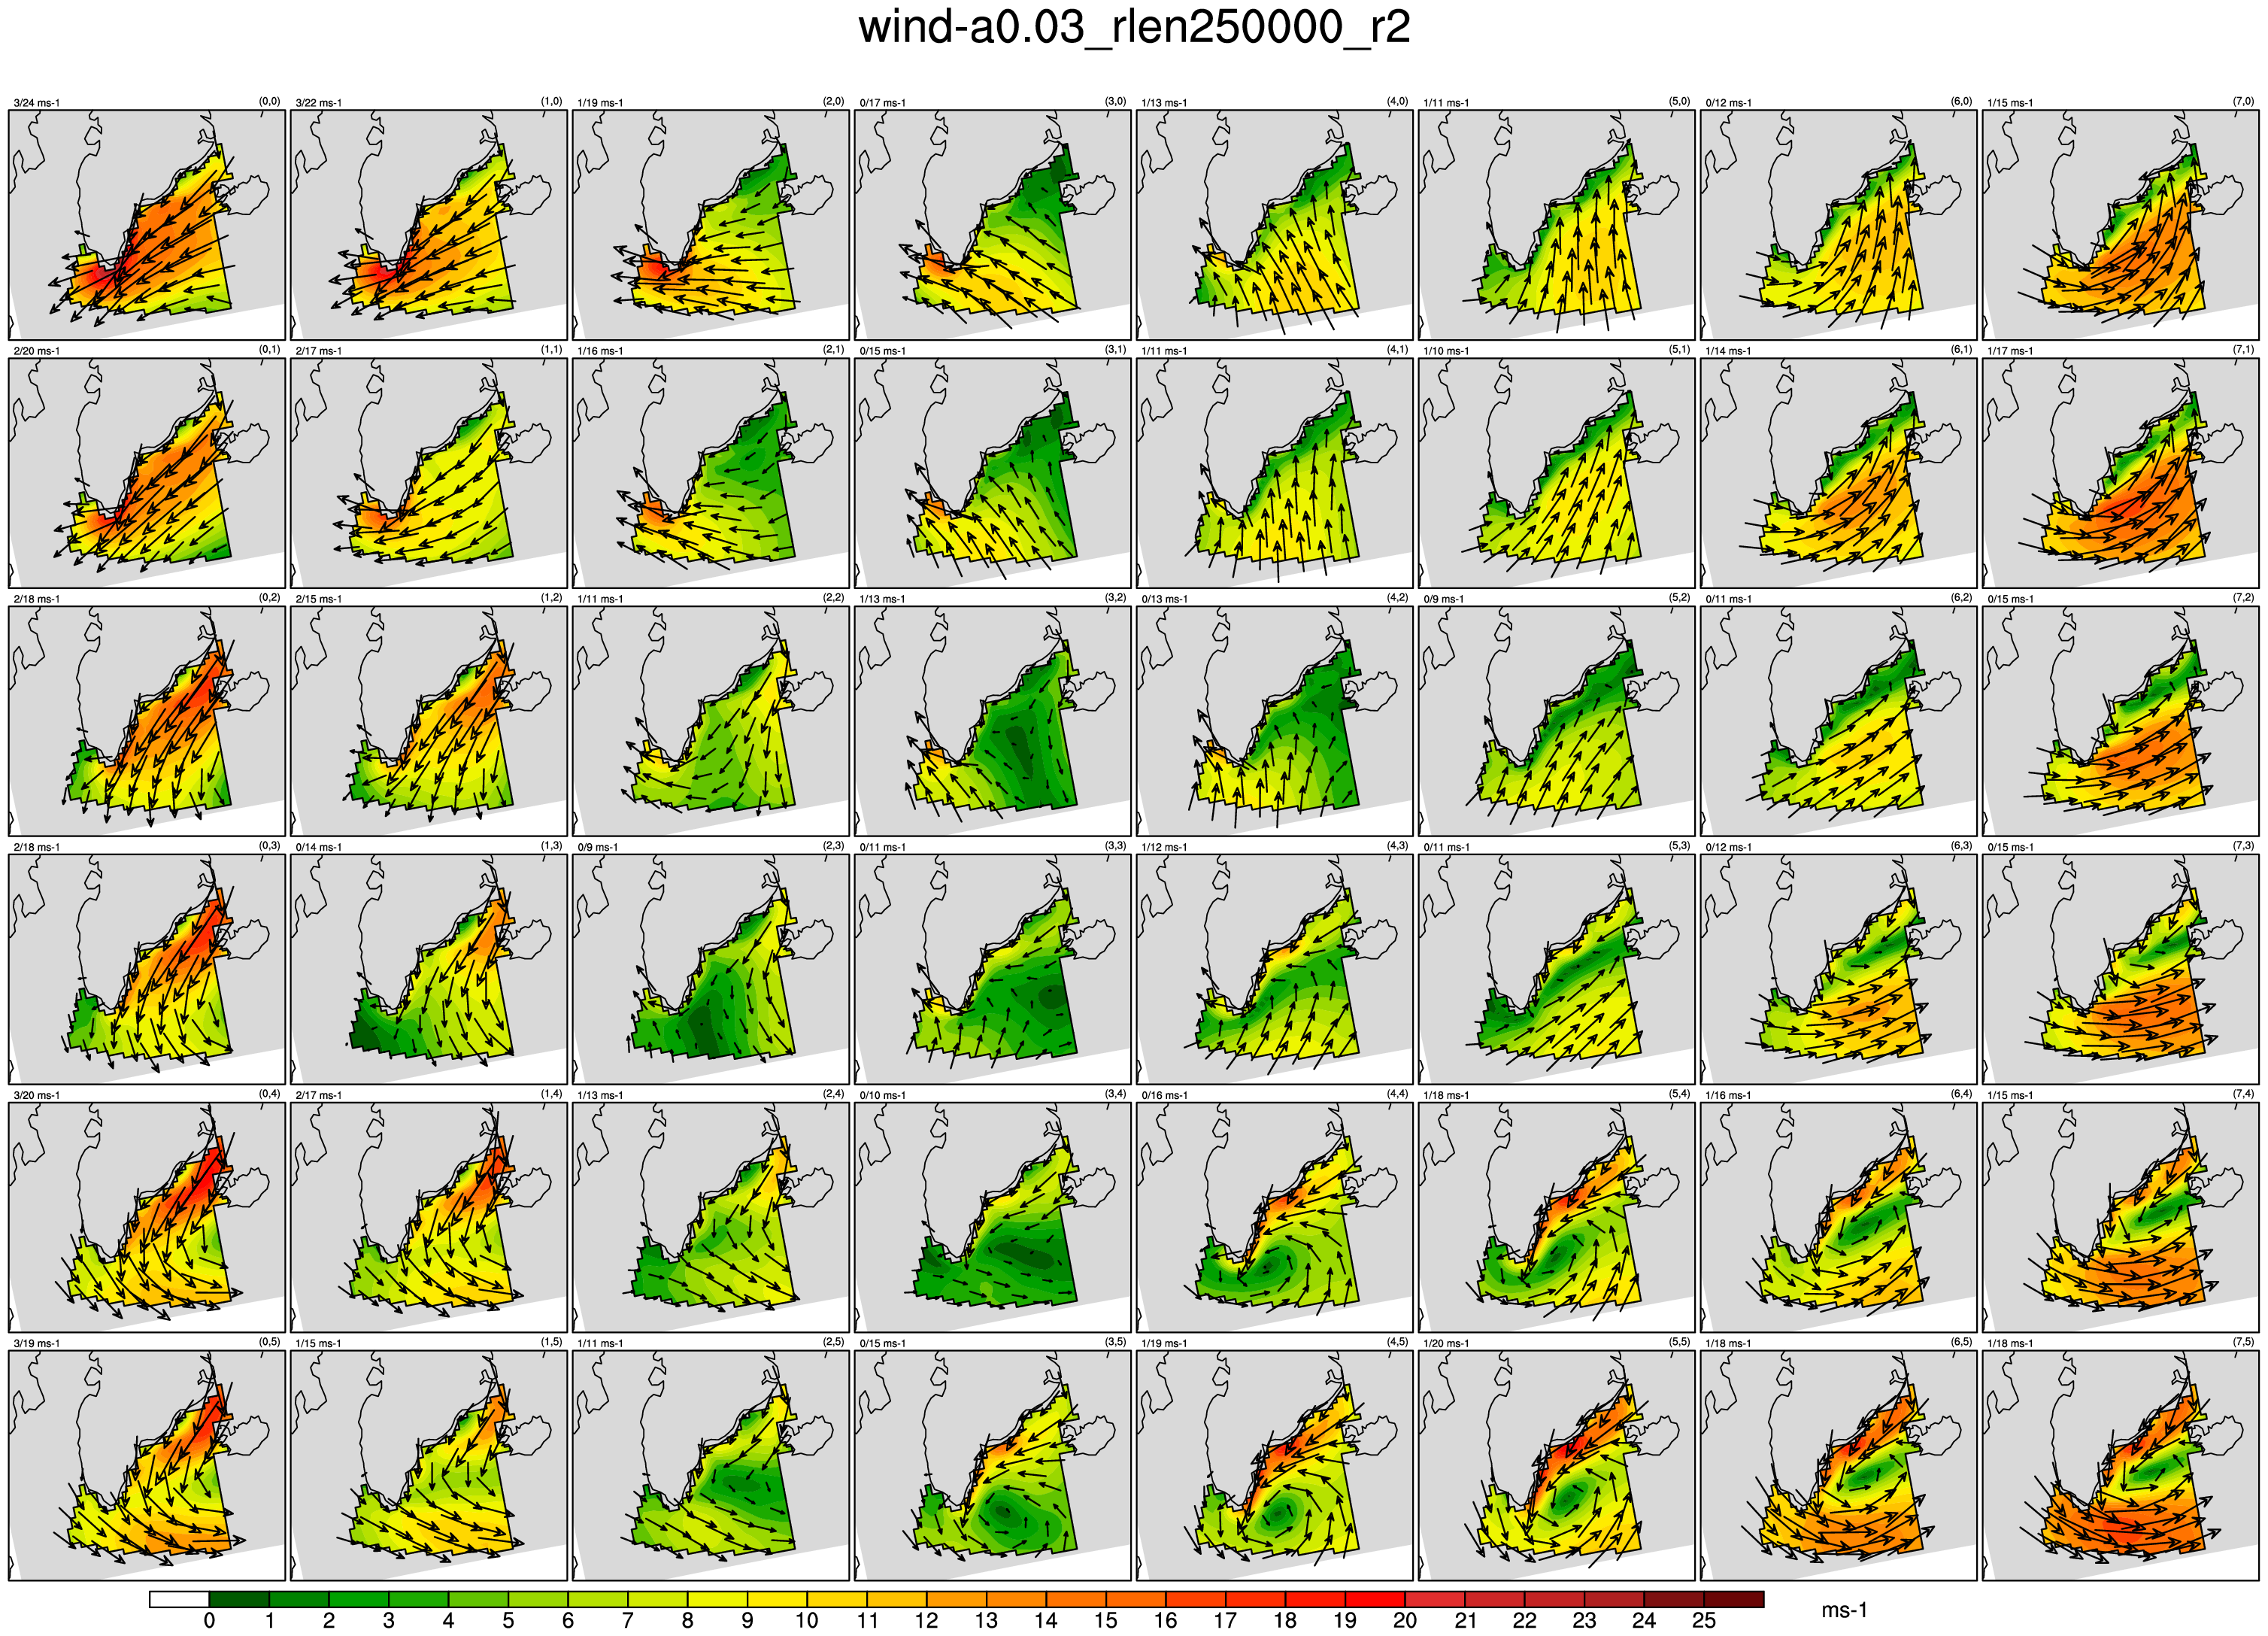 wind-a0.03_rlen250000_r2
3/24 ms-1 (0,0) 3/22 ms-1 (1,0) 1/19 ms-1 (2,0) 0/17 ms-1 (3,0) 1/13 ms-1 (4,0) 1/11 ms-1 (5,0) 0/12 ms-1 (6,0) 1/15 ms-1 (7,0)
2/20 ms-1 (0,1) 2/17 ms-1 (1,1) 1/16 ms-1 (2,1) 0/15 ms-1 (3,1) 1/11 ms-1 (4,1) 1/10 ms-1 (5,1) 1/14 ms-1 (6,1) 1/17 ms-1 (7,1)
2/18 ms-1 (0,2) 2/15 ms-1 (1,2) 1/11 ms-1 (2,2) 1/13 ms-1 (3,2) 0/13 ms-1 (4,2) 0/9 ms-1 (5,2) 0/11 ms-1 (6,2) 0/15 ms-1 (7,2)
2/18 ms-1 (0,3) 0/14 ms-1 (1,3) 0/9 ms-1 (2,3) 0/11 ms-1 (3,3) 1/12 ms-1 (4,3) 0/11 ms-1 (5,3) 0/12 ms-1 (6,3) 0/15 ms-1 (7,3)
3/20 ms-1 (0,4) 2/17 ms-1 (1,4) 1/13 ms-1 (2,4) 0/10 ms-1 (3,4) 0/16 ms-1 (4,4) 1/18 ms-1 (5,4) 1/16 ms-1 (6,4) 1/15 ms-1 (7,4)
3/19 ms-1 (0,5) 1/15 ms-1 (1,5) 1/11 ms-1 (2,5) 0/15 ms-1 (3,5) 1/19 ms-1 (4,5) 1/20 ms-1 (5,5) 1/18 ms-1 (6,5) 1/18 ms-1 (7,5)
0 1 2 3 4 5 6 7 8 9 10 11 12 13 14 15 16 17 18 19 20 21 22 23 24 25 ms-1